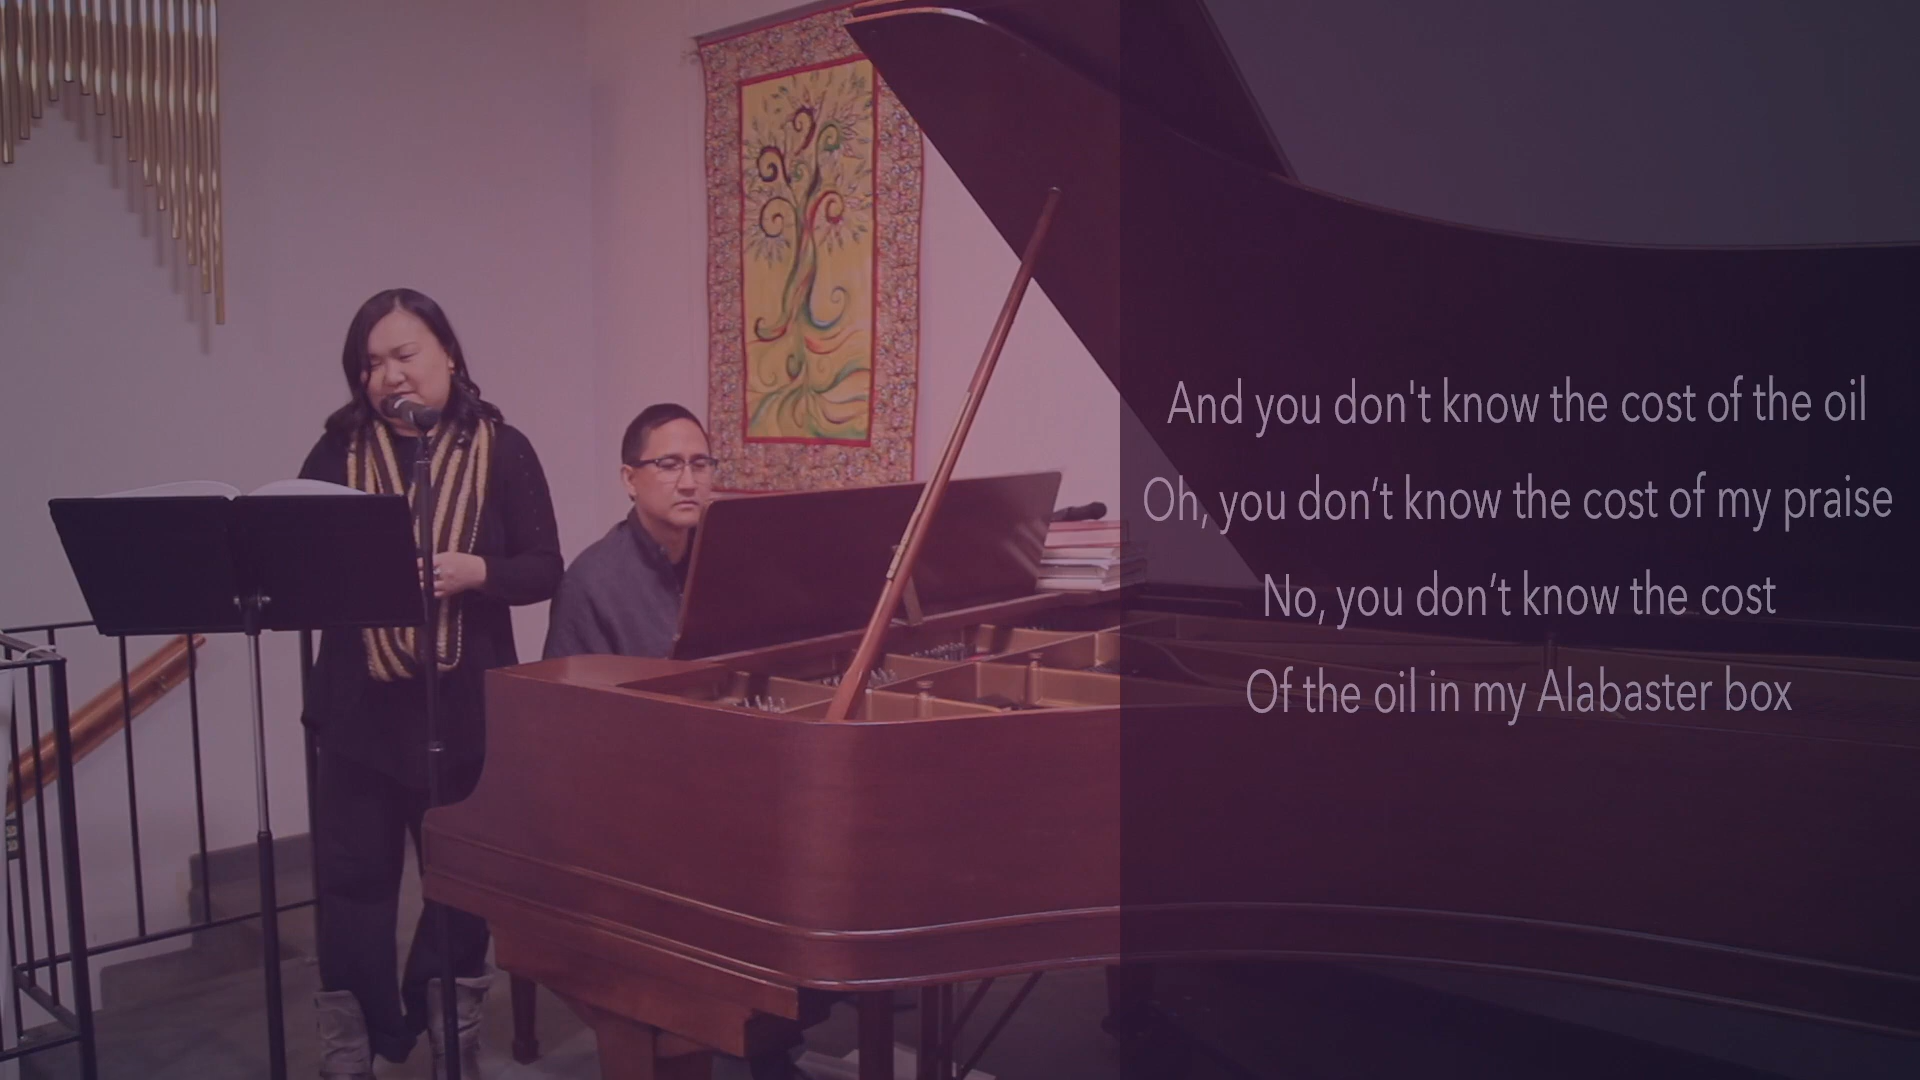 And you don't know the cost of the oil
Oh, you don’t know the cost of my praise
No, you don’t know the cost
Of the oil in my Alabaster box